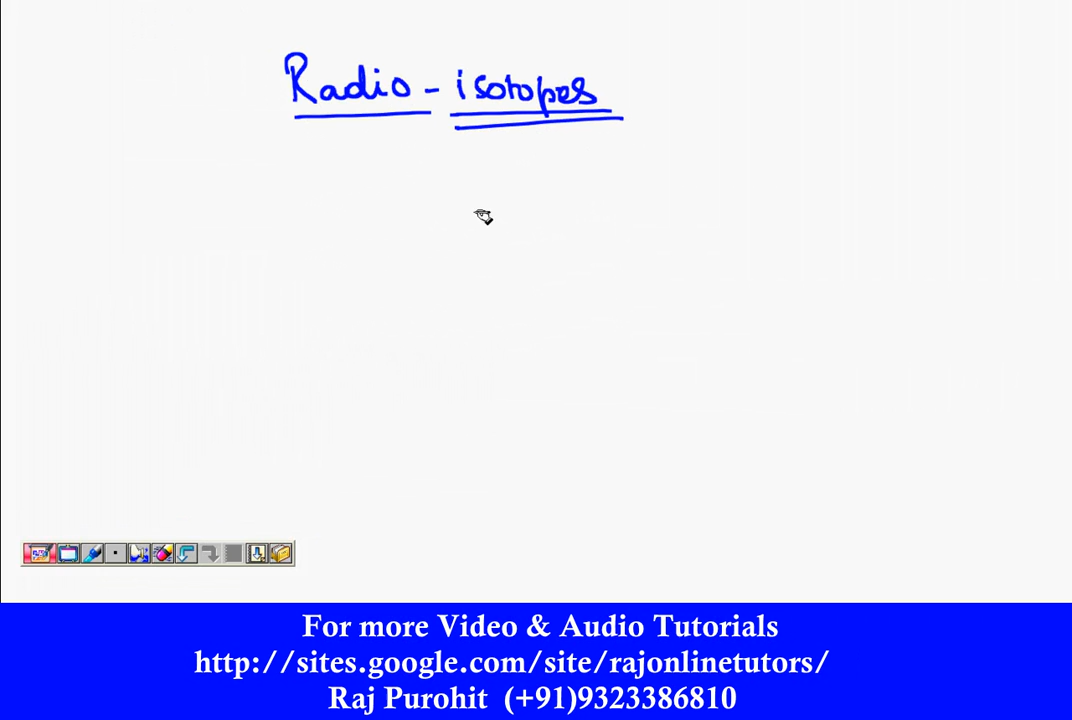 Radio - isotopes
For more Video & Audio Tutorials
http://sites.google.com/site/rajonlinetutors/
Raj Purohit (+91)9323386810